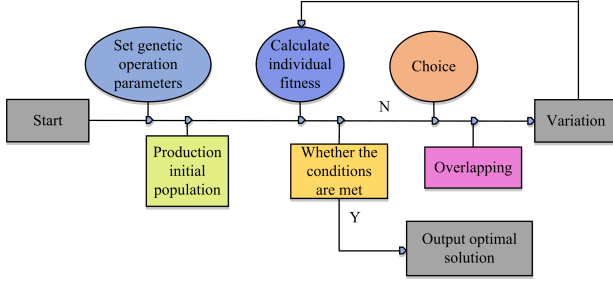 Set genetic
operation
parameters
Calculate
individual
fitness
Choice
Start
N
Variation
Production
initial
population
Whether the
conditions
are met
Overlapping
Y
Output optimal
solution